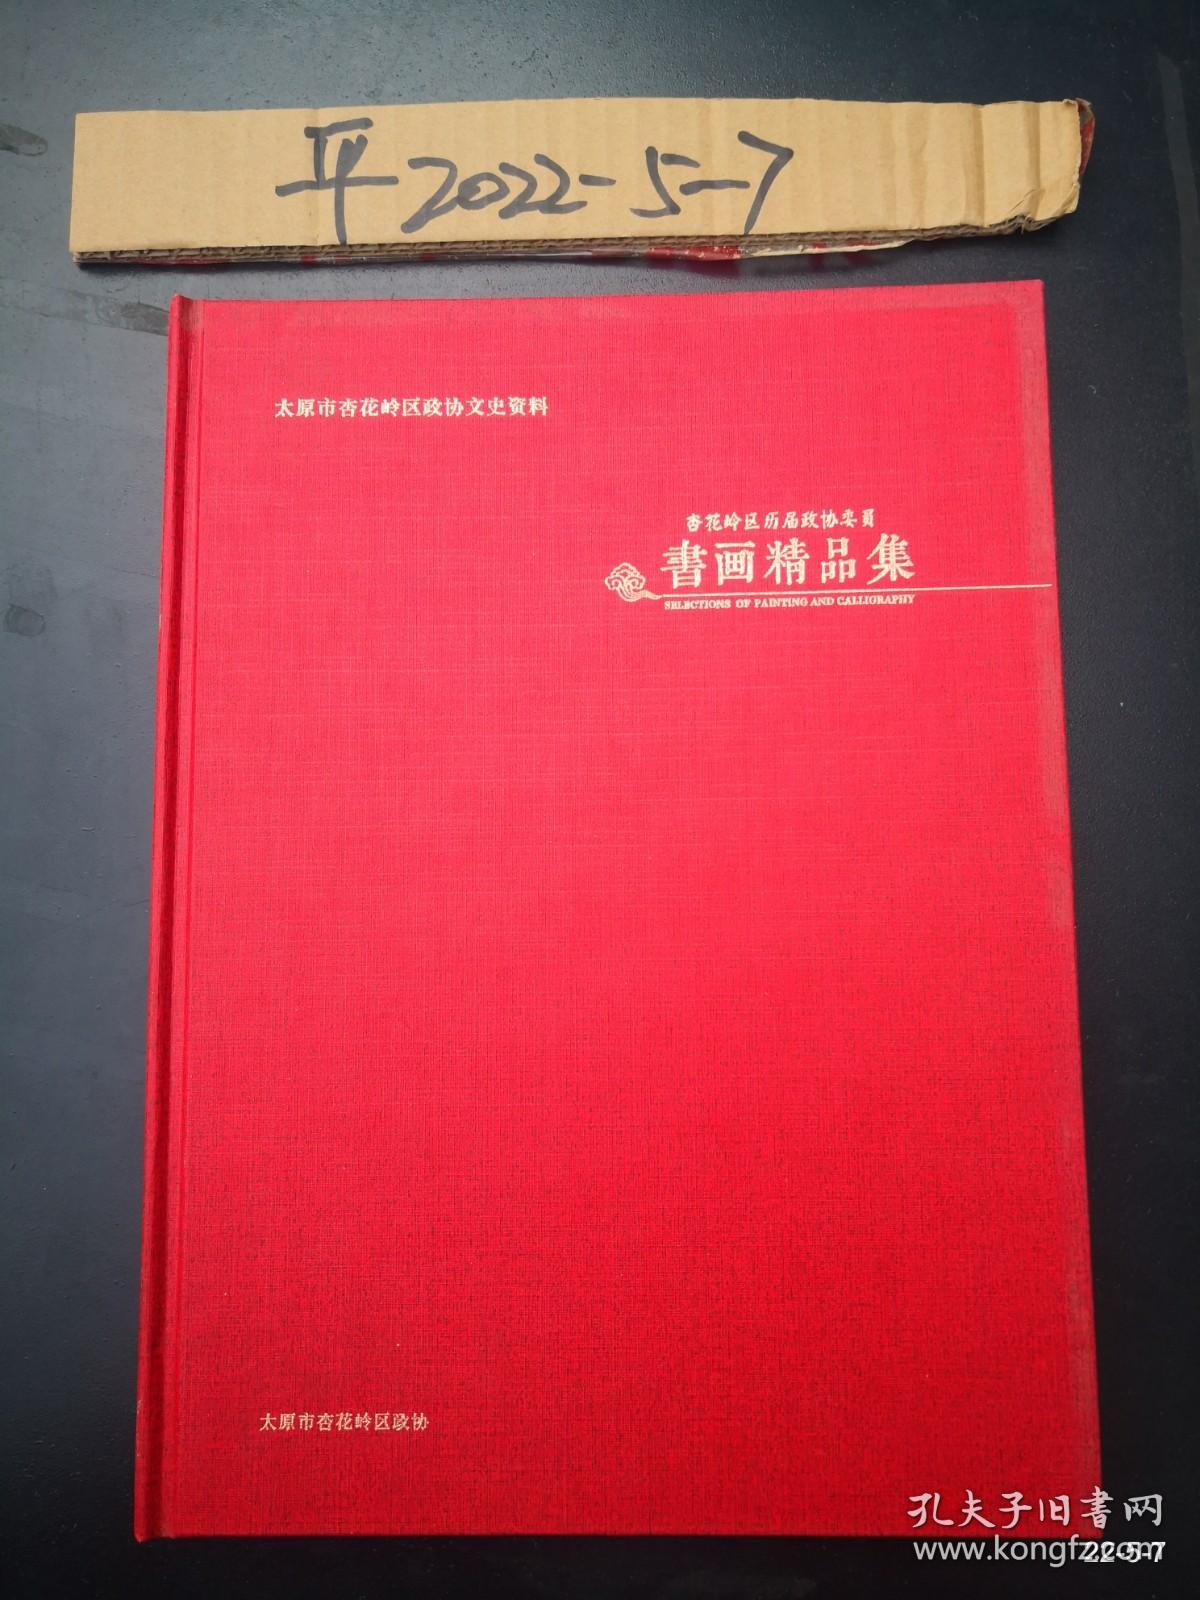 平2022-5-7
太原市杏花岭区政协文史资料
杏花岭区历届政协委员
書画精品集
SELECTIONS OF PAINTING AND CALLIGRAPHY
太原市杏花岭区政协
孔夫子旧書网
www.kongfz.com
22-5-7